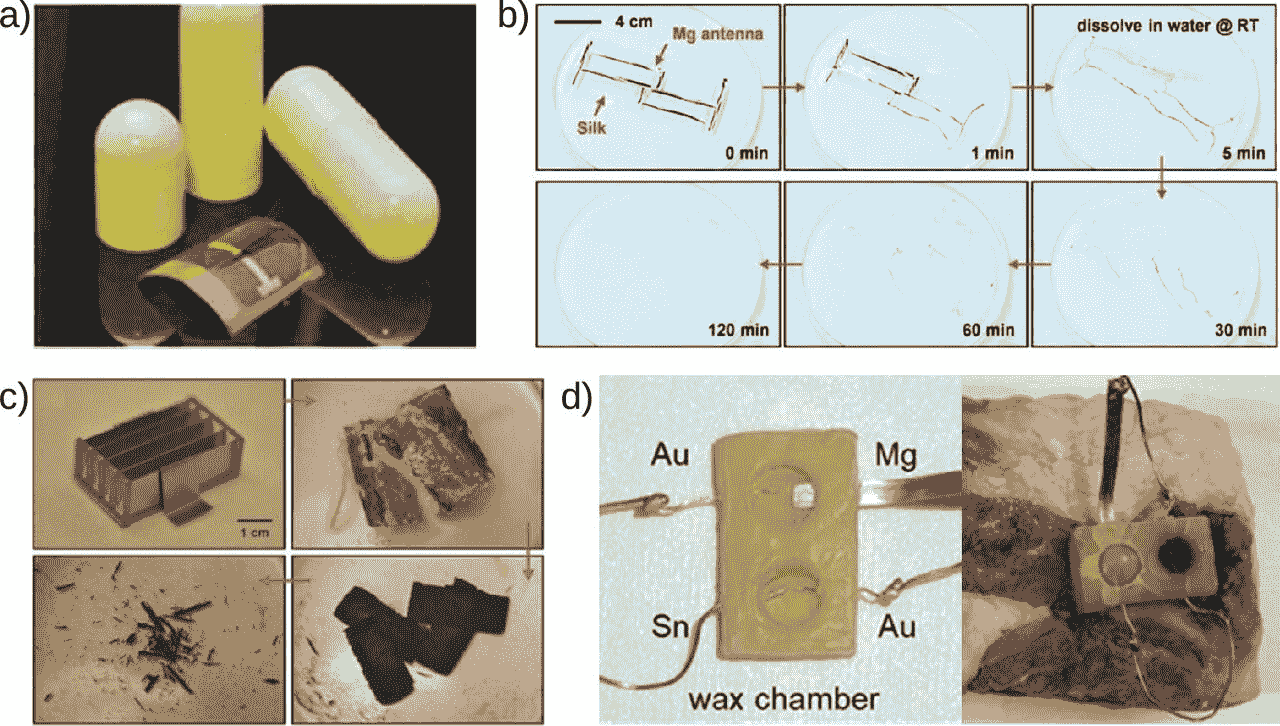 a)
b)
4 cm
Mg antenna
Silk
0 min
1 min
dissolve in water @ RT
5 min
120 min
60 min
30 min
c)
1 cm
d)
Au
Mg
Sn
Au
wax chamber